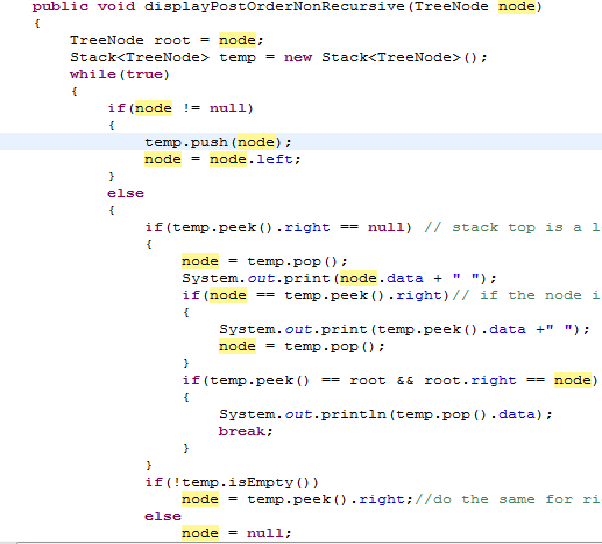 public void displayPostOrderNonRecursive(TreeNode node)
{
TreeNode root = node;
Stack<TreeNode> temp = new Stack<TreeNode>();
while(true)
{
if(node != null)
{
temp.push(node);
node = node.left;
}
else
{
if(temp.peek().right == null) // stack top is a l
{
node = temp.pop();
System.out.print(node.data + " ");
if(node == temp.peek().right)// if the node i
{
System.out.print(temp.peek().data +" ");
node = temp.pop();
}
if(temp.peek() == root && root.right == node)
{
System.out.println(temp.pop().data);
break;
}
}
if(!temp.isEmpty())
node = temp.peek().right;//do the same for ri
else
node = null;